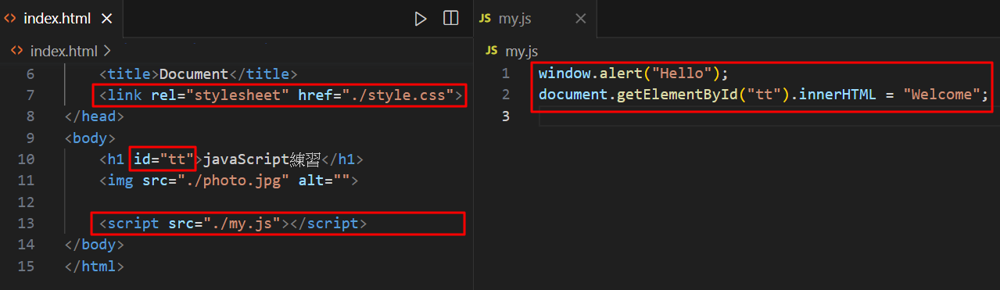 <> index.html ×
<> index.html >
6 <title>Document</title>
7 <link rel="stylesheet" href="./style.css">
8 </head>
9 <body>
10 <h1 id="tt">javaScript練習</h1>
11 <img src="./photo.jpg" alt="">
12
13 <script src="./my.js"></script>
14 </body>
15 </html>
JS my.js ×
JS my.js
1 window.alert("Hello");
2 document.getElementById("tt").innerHTML = "Welcome";
3